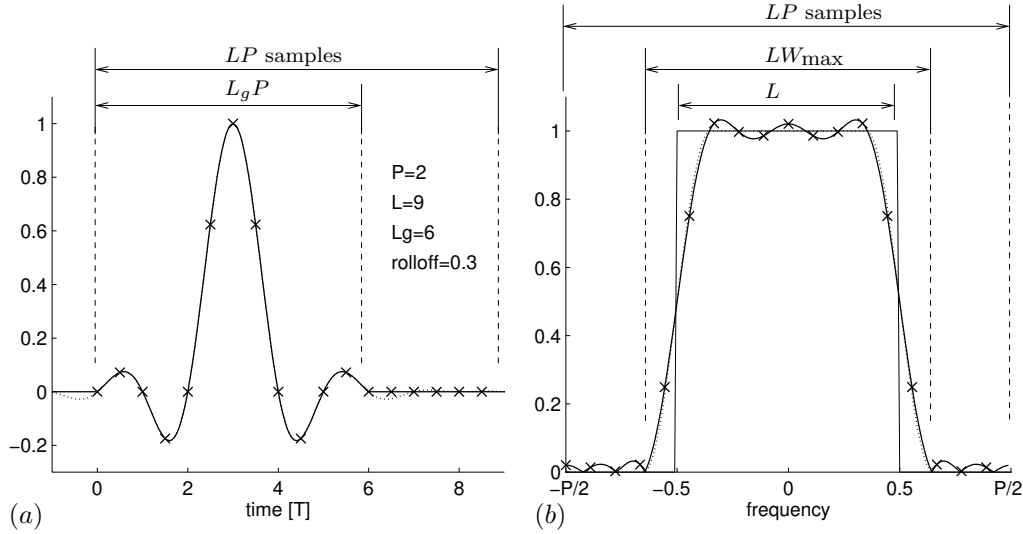 LP samples
L_gP
1
0.8
0.6
0.4
0.2
0
−0.2
P=2
L=9
Lg=6
rolloff=0.3
0 2 4 6 8
time [T]
(a)
LP samples
LW_max
L
1
0.8
0.6
0.4
0.2
0
−P/2 −0.5 0 0.5 P/2
frequency
(b)